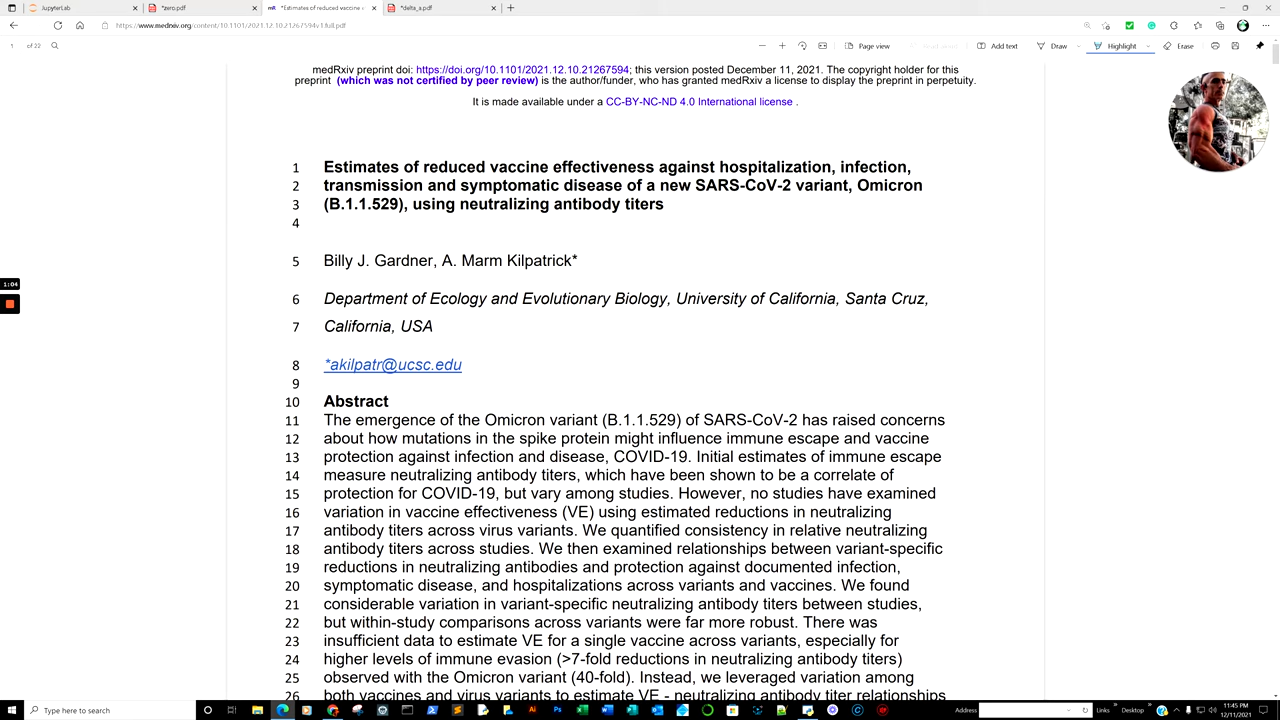 JupyterLab
*zero.pdf
*Estimates of reduced vaccine e
*delta_a.pdf
https://www.medrxiv.org/content/10.1101/2021.12.10.21267594v1.full.pdf
1 of 22
Page view
Add text
Draw
Highlight
Erase
medRxiv preprint doi: https://doi.org/10.1101/2021.12.10.21267594; this version posted December 11, 2021. The copyright holder for this
preprint (which was not certified by peer review) is the author/funder, who has granted medRxiv a license to display the preprint in perpetuity.
It is made available under a CC-BY-NC-ND 4.0 International license .
1 Estimates of reduced vaccine effectiveness against hospitalization, infection,
2 transmission and symptomatic disease of a new SARS-CoV-2 variant, Omicron
3 (B.1.1.529), using neutralizing antibody titers
4
5 Billy J. Gardner, A. Marm Kilpatrick*
1:04
6 Department of Ecology and Evolutionary Biology, University of California, Santa Cruz,
7 California, USA
8 *akilpatr@ucsc.edu
9
10 Abstract
11 The emergence of the Omicron variant (B.1.1.529) of SARS-CoV-2 has raised concerns
12 about how mutations in the spike protein might influence immune escape and vaccine
13 protection against infection and disease, COVID-19. Initial estimates of immune escape
14 measure neutralizing antibody titers, which have been shown to be a correlate of
15 protection for COVID-19, but vary among studies. However, no studies have examined
16 variation in vaccine effectiveness (VE) using estimated reductions in neutralizing
17 antibody titers across virus variants. We quantified consistency in relative neutralizing
18 antibody titers across studies. We then examined relationships between variant-specific
19 reductions in neutralizing antibodies and protection against documented infection,
20 symptomatic disease, and hospitalizations across variants and vaccines. We found
21 considerable variation in variant-specific neutralizing antibody titers between studies,
22 but within-study comparisons across variants were far more robust. There was
23 insufficient data to estimate VE for a single vaccine across variants, especially for
24 higher levels of immune evasion (>7-fold reductions in neutralizing antibody titers)
25 observed with the Omicron variant (40-fold). Instead, we leveraged variation among
26 both vaccines and virus variants to estimate VE - neutralizing antibody titer relationships
Type here to search
Address
Links
Desktop
11:45 PM
12/11/2021